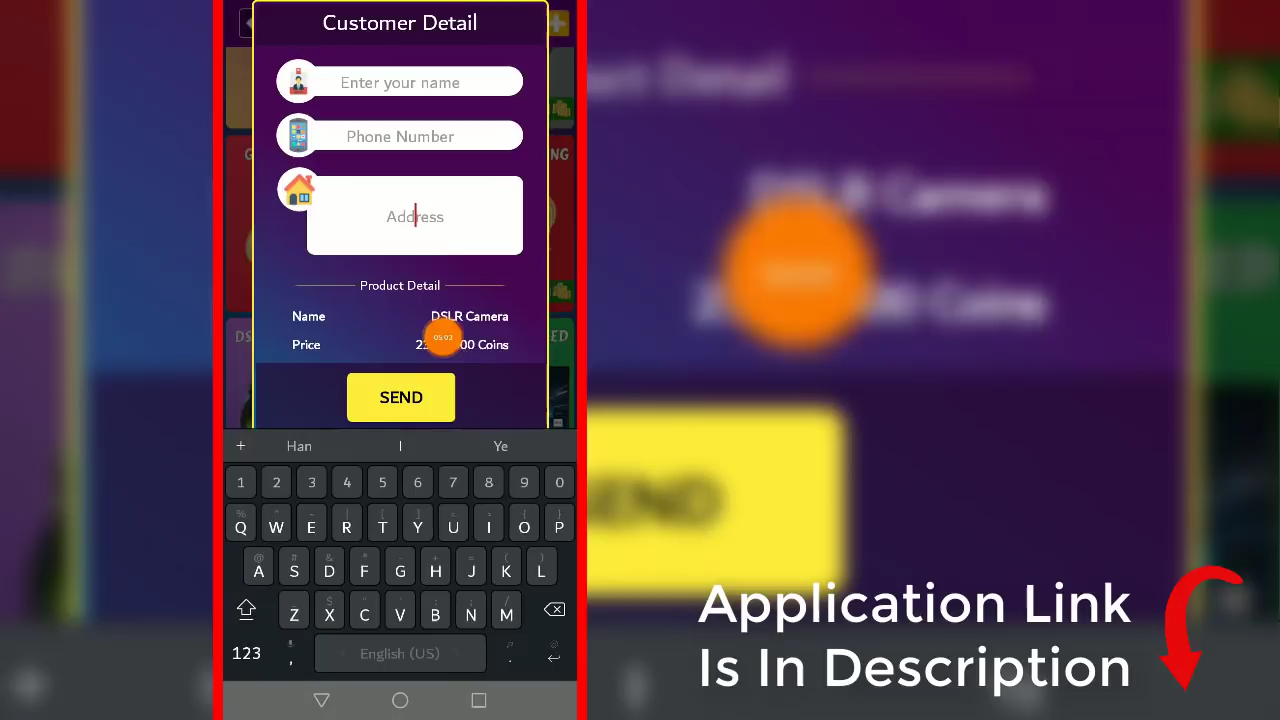 Customer Detail
Enter your name
Phone Number
Address
Product Detail
Name DSLR Camera
Price 00 Coins
SEND
+ Han I Ye
1 2 3 4 5 6 7 8 9 0
Q W E R T Y U I O P
A S D F G H J K L
Z X C V B N M
123 , English (US) .
Application Link
Is In Description